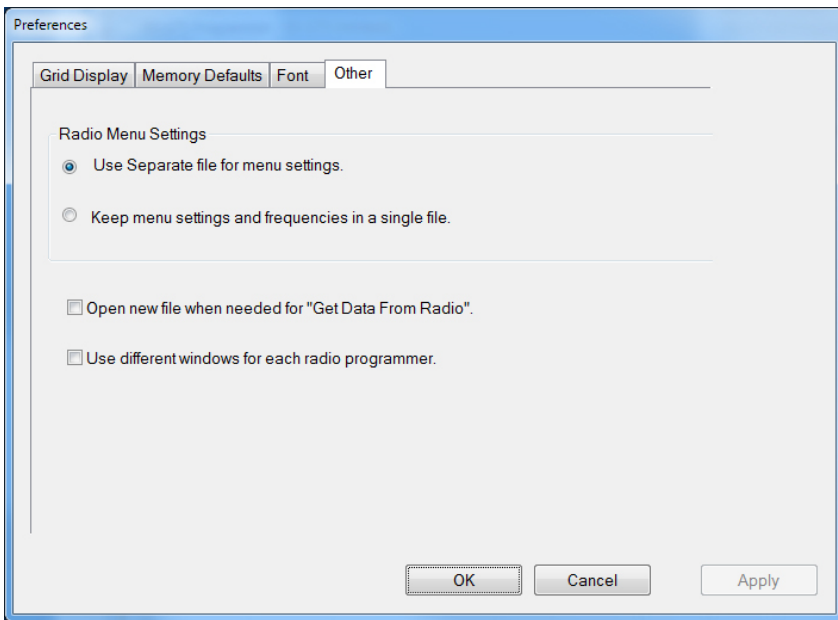 Preferences
Grid Display Memory Defaults Font Other
Radio Menu Settings
Use Separate file for menu settings.
Keep menu settings and frequencies in a single file.
Open new file when needed for "Get Data From Radio".
Use different windows for each radio programmer.
OK Cancel Apply